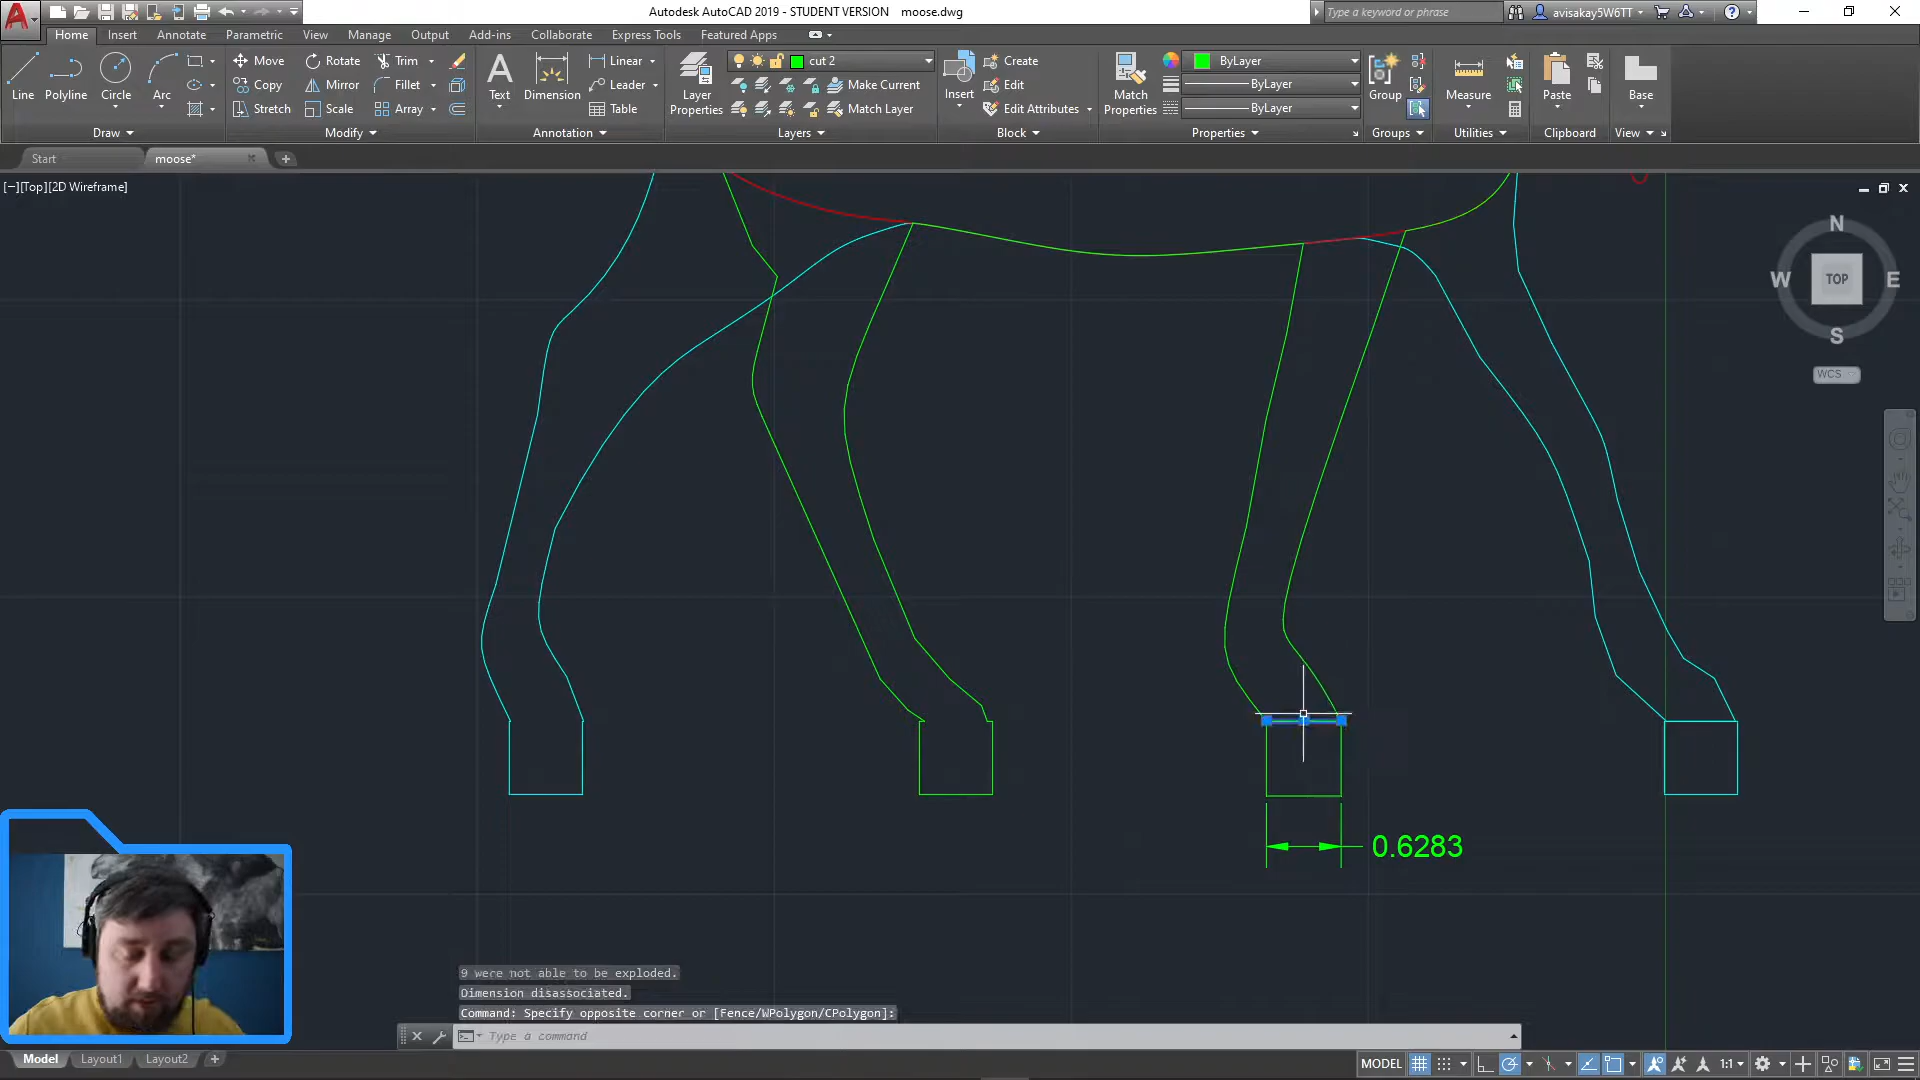 Autodesk AutoCAD 2019 - STUDENT VERSION moose.dwg
Type a keyword or phrase
avisakay5W6TT
Home Insert Annotate Parametric View Manage Output Add-ins Collaborate Express Tools Featured Apps
Line Polyline Circle Arc
Move Rotate Trim
Copy Mirror Fillet
Stretch Scale Array
Text Dimension
Linear
Leader
Table
Layer Properties
cut 2
Make Current
Match Layer
Insert
Create
Edit
Edit Attributes
Match Properties
ByLayer
ByLayer
ByLayer
Group
Measure
Paste
Base
Draw Modify Annotation Layers Block Properties Groups Utilities Clipboard View
Start moose*
[−][Top][2D Wireframe]
N
W TOP E
S
WCS
0.6283
9 were not able to be exploded.
Dimension disassociated.
Command: Specify opposite corner or [Fence/WPolygon/CPolygon]:
Type a command
Model Layout1 Layout2
MODEL 1:1